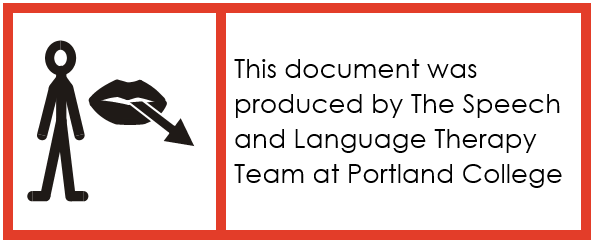 This document was
produced by The Speech
and Language Therapy
Team at Portland College